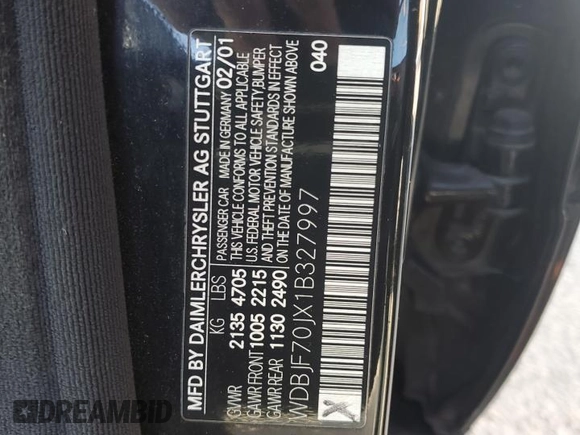 MFD BY DAIMLERCHRYSLER AG STUTTGART
PASSENGER CAR MADE IN GERMANY 02/01
KG LBS THIS VEHICLE CONFORMS TO ALL APPLICABLE
GVWR 2135 4705 U.S. FEDERAL MOTOR VEHICLE SAFETY, BUMPER
GAWR FRONT 1005 2215 AND THEFT PREVENTION STANDARDS IN EFFECT
GAWR REAR 1130 2490 ON THE DATE OF MANUFACTURE SHOWN ABOVE
040
WDBJF70JX1B327997
X
DREAMBID